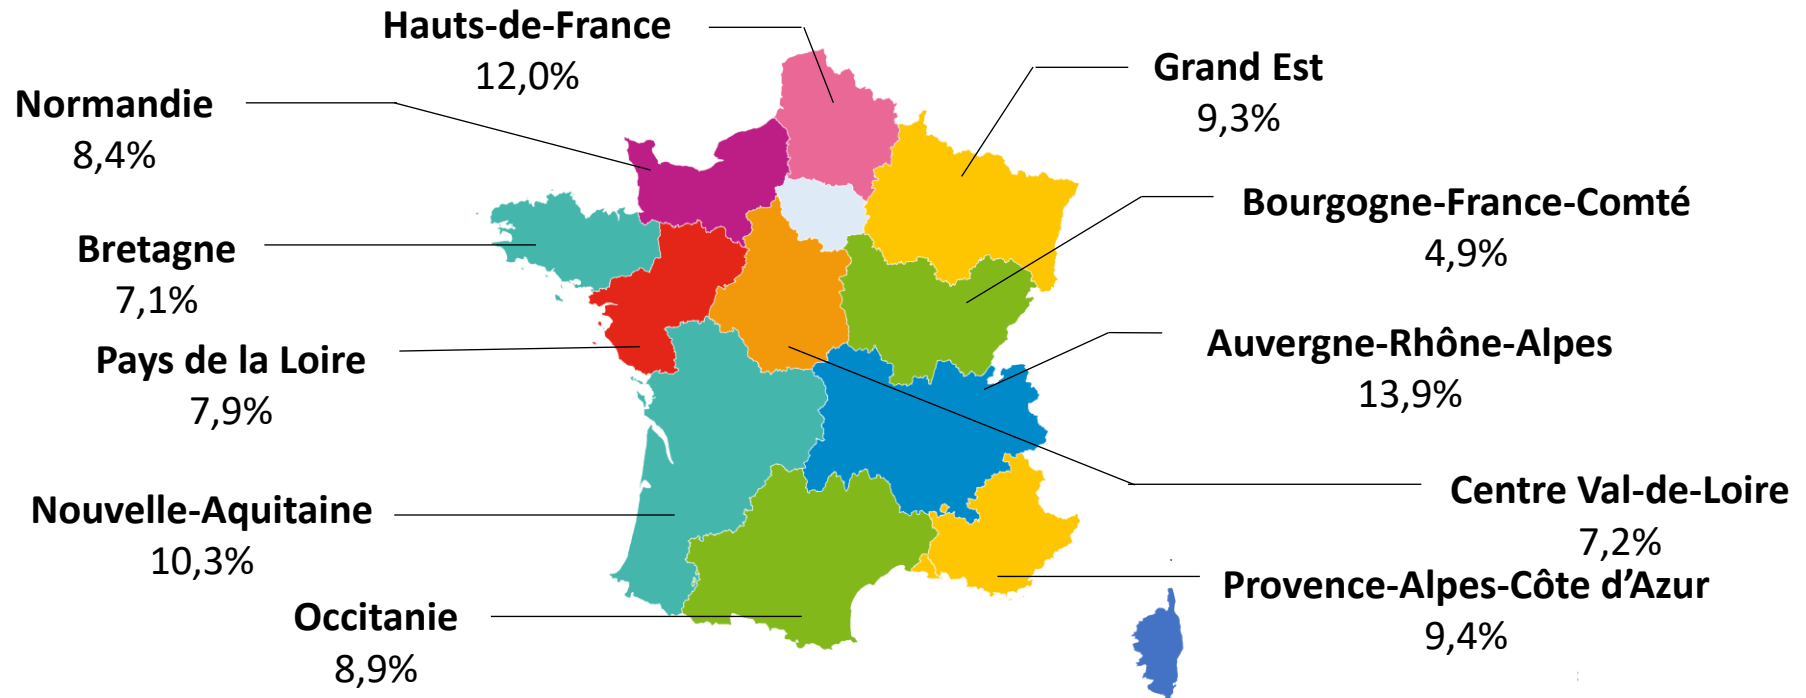 Hauts-de-France
12,0%
Grand Est
9,3%
Normandie
8,4%
Bourgogne-France-Comté
4,9%
Bretagne
7,1%
Auvergne-Rhône-Alpes
13,9%
Pays de la Loire
7,9%
Centre Val-de-Loire
7,2%
Nouvelle-Aquitaine
10,3%
Provence-Alpes-Côte d’Azur
9,4%
Occitanie
8,9%